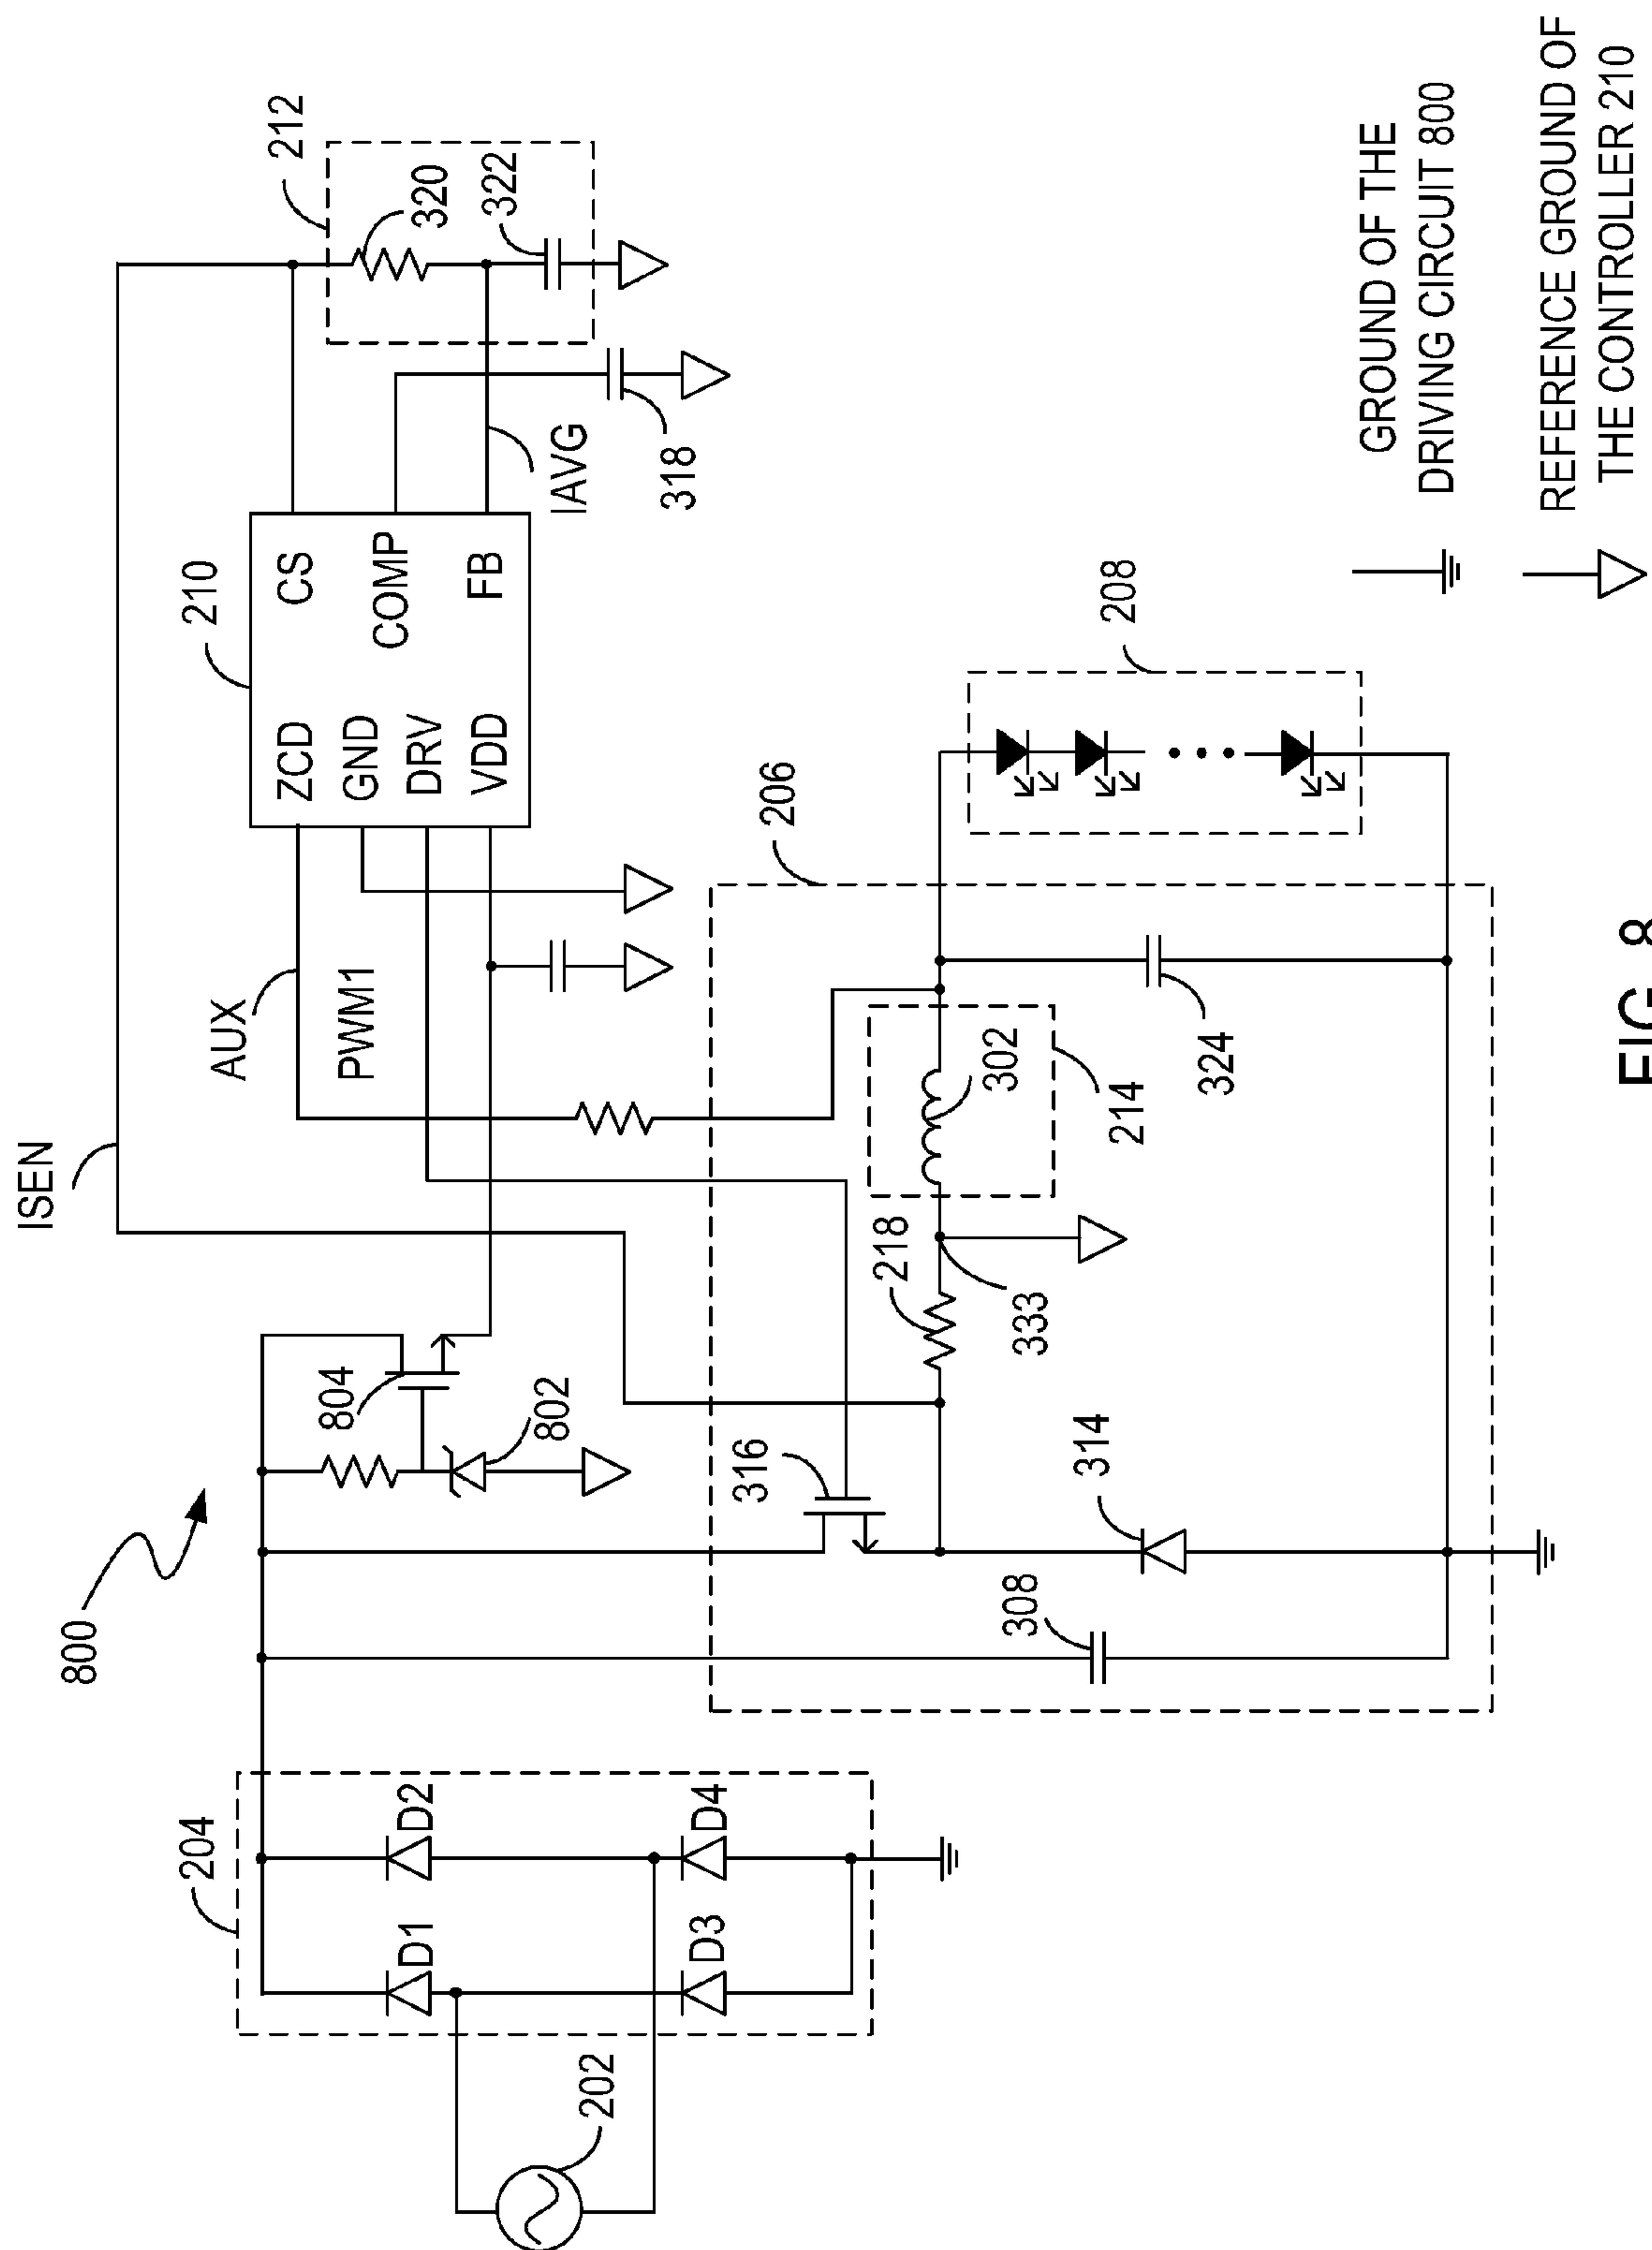 800
ISEN
AUX
PWM1
210
ZCD
GND
DRV
VDD
CS
COMP
FB
212
320
322
IAVG
318
204
D1
D2
D3
D4
202
804
802
206
316
218
333
302
214
314
308
324
208
GROUND OF THE
DRIVING CIRCUIT 800
REFERENCE GROUND OF
THE CONTROLLER 210
FIG. 8